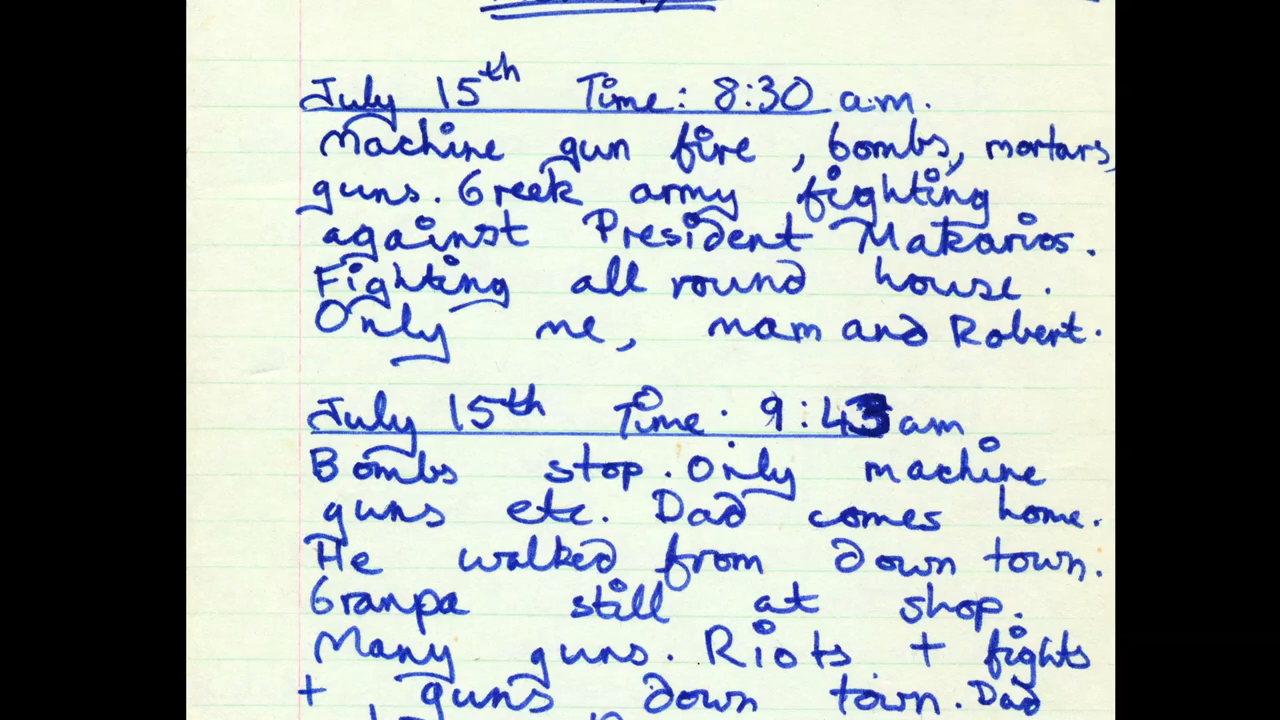 July 15th Time: 8:30 a.m.
Machine gun fire, bombs, mortars,
guns. Greek army fighting
against President Makarios.
Fighting all round house.
Only me, mam and Robert.
July 15th Time: 9:43 am
Bombs stop. Only machine
guns etc. Dad comes home.
He walked from down town.
Granpa still at shop.
Many guns. Riots + fights
+ guns down town. Dad